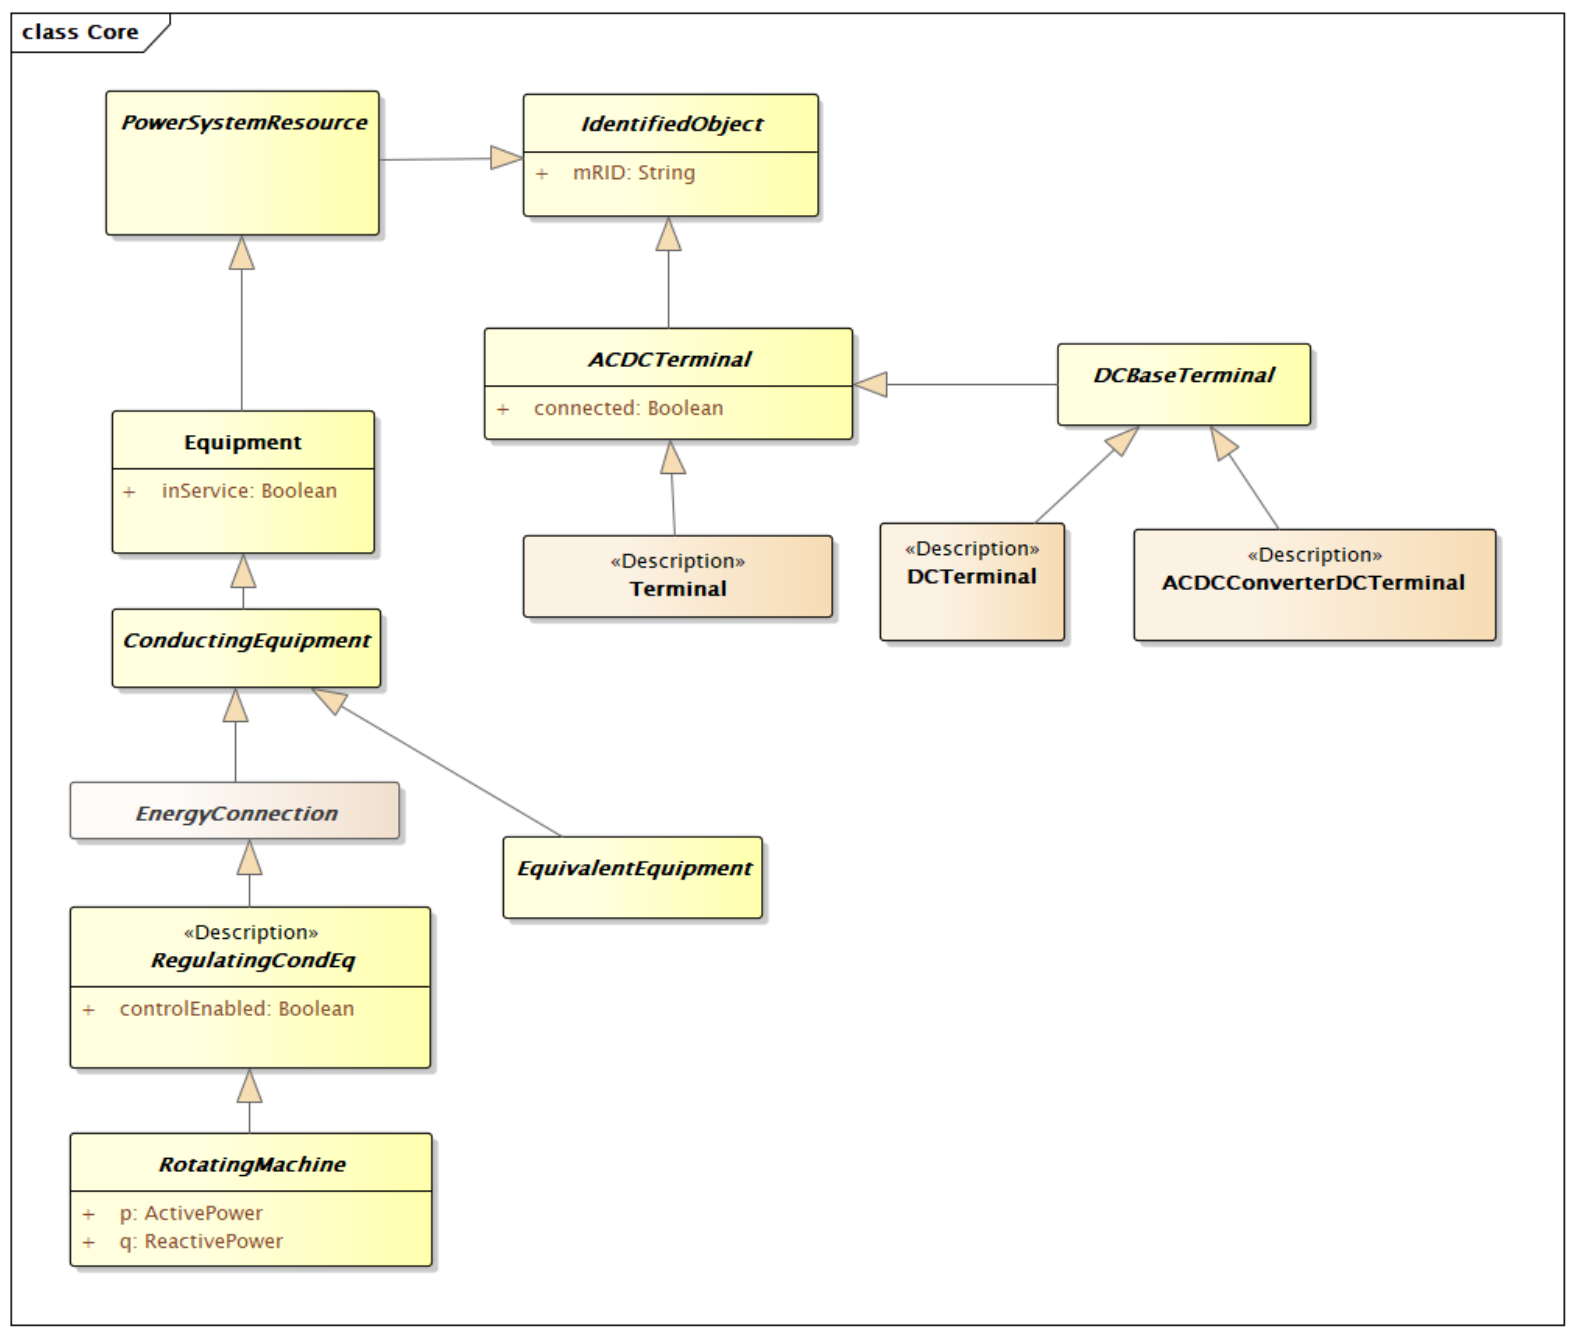 class Core
PowerSystemResource
IdentifiedObject
+ mRID: String
ACDCTerminal
+ connected: Boolean
DCBaseTerminal
Equipment
+ inService: Boolean
«Description»
Terminal
«Description»
DCTerminal
«Description»
ACDCConverterDCTerminal
ConductingEquipment
EnergyConnection
EquivalentEquipment
«Description»
RegulatingCondEq
+ controlEnabled: Boolean
RotatingMachine
+ p: ActivePower
+ q: ReactivePower